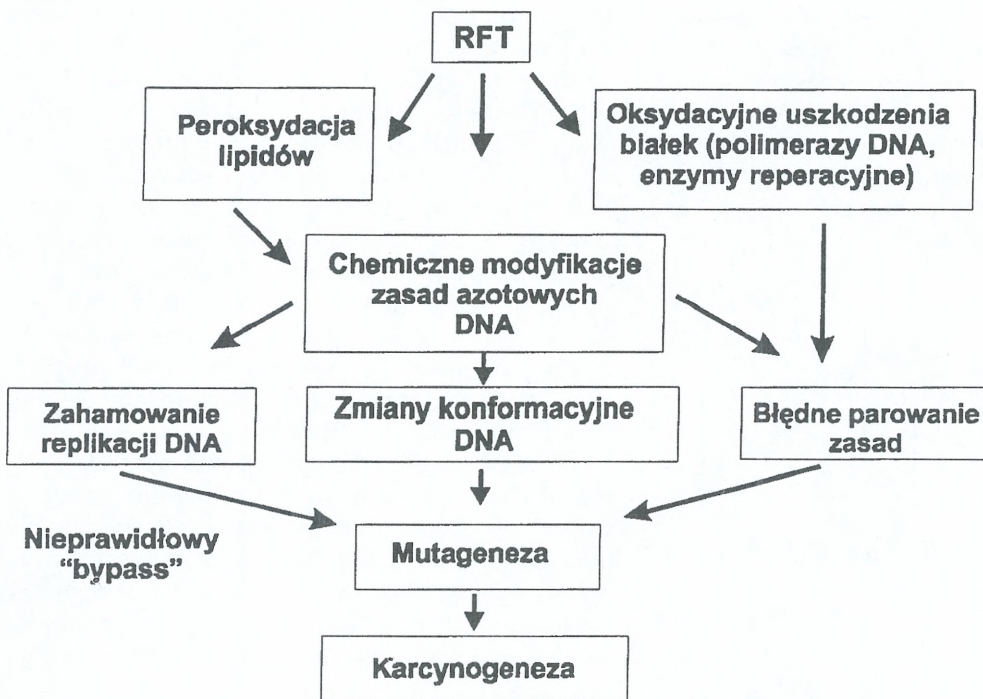 RFT
Peroksydacja
lipidów
Oksydacyjne uszkodzenia
białek (polimerazy DNA,
enzymy reperacyjne)
Chemiczne modyfikacje
zasad azotowych
DNA
Zahamowanie
replikacji DNA
Zmiany konformacyjne
DNA
Błędne parowanie
zasad
Nieprawidłowy
“bypass”
Mutageneza
Karcynogeneza